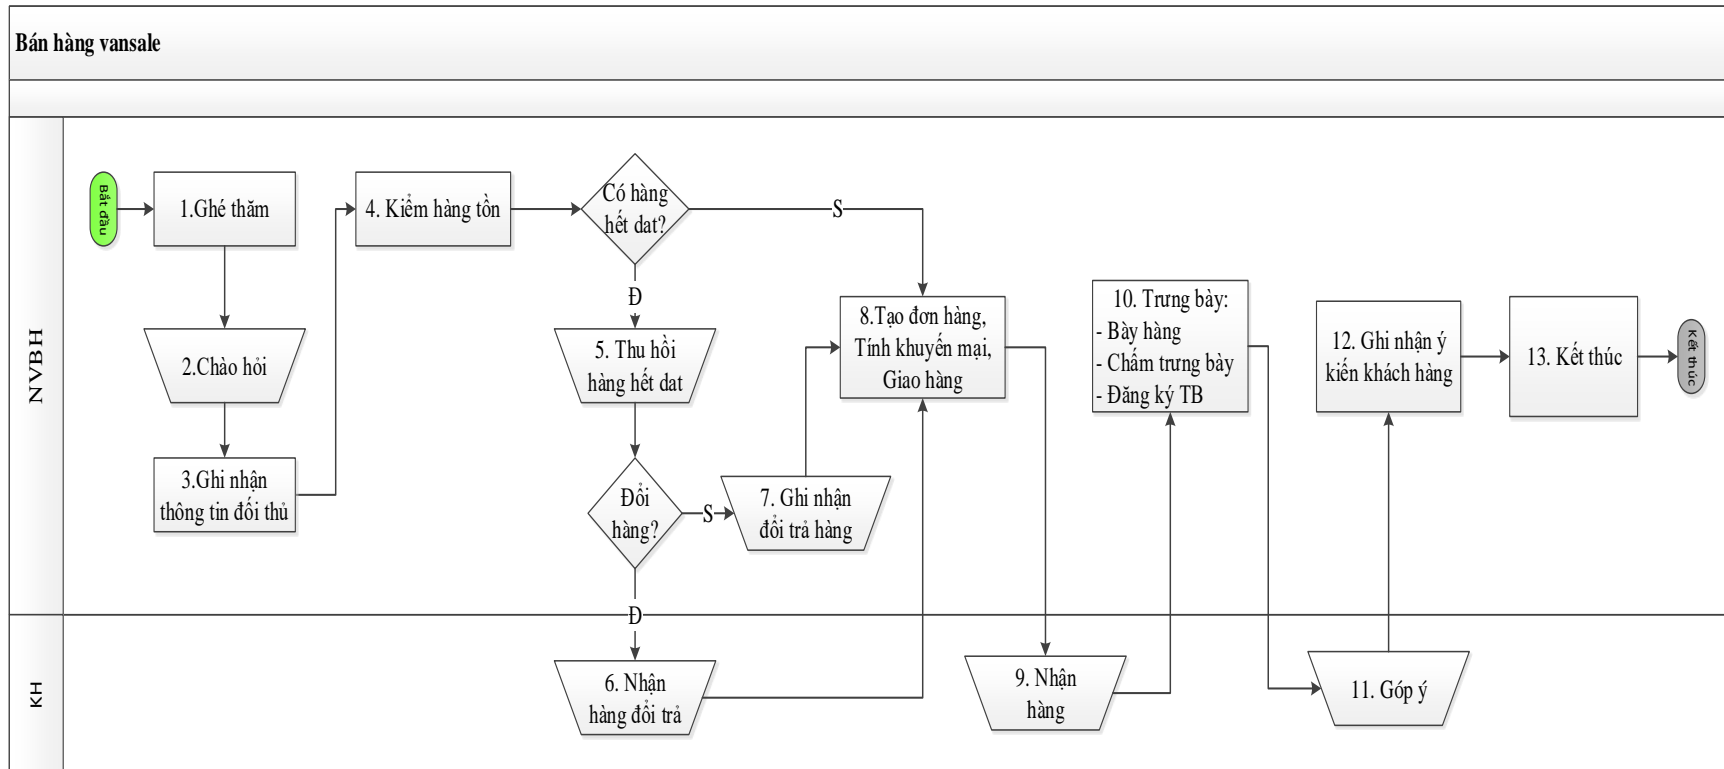 Bán hàng vansale
NVBH
Bắt đầu
1.Ghé thăm
2.Chào hỏi
3.Ghi nhận
thông tin đối thủ
4. Kiểm hàng tồn
Có hàng
hết dat?
S
Đ
5. Thu hồi
hàng hết dat
Đổi
hàng?
S
7. Ghi nhận
đổi trả hàng
8.Tạo đơn hàng,
Tính khuyến mại,
Giao hàng
10. Trưng bày:
- Bày hàng
- Chấm trưng bày
- Đăng ký TB
12. Ghi nhận ý
kiến khách hàng
13. Kết thúc
Kết thúc
Đ
KH
6. Nhận
hàng đổi trả
9. Nhận
hàng
11. Góp ý